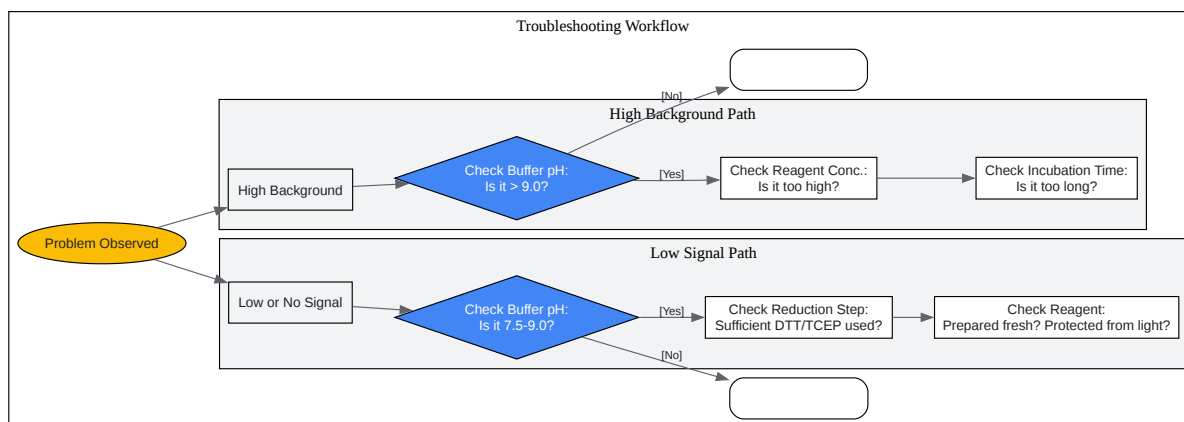 Troubleshooting Workflow
[No]
High Background Path
High Background
Check Buffer pH:
Is it > 9.0?
[Yes]
Check Reagent Conc.:
Is it too high?
Check Incubation Time:
Is it too long?
Problem Observed
Low Signal Path
Low or No Signal
Check Buffer pH:
Is it 7.5-9.0?
[Yes]
Check Reduction Step:
Sufficient DTT/TCEP used?
Check Reagent:
Prepared fresh? Protected from light?
[No]